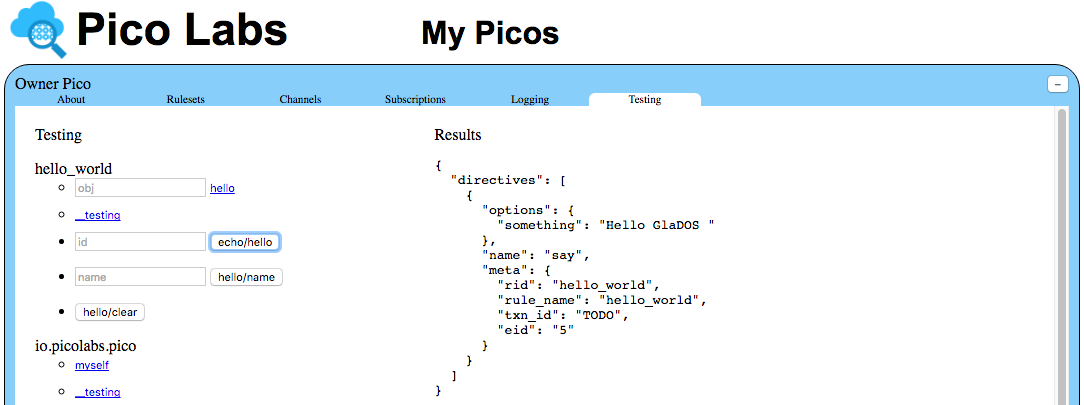 Pico Labs
My Picos
Owner Pico
–
About Rulesets Channels Subscriptions Logging Testing
Testing
hello_world
obj hello
__testing
id echo/hello
name hello/name
hello/clear
io.picolabs.pico
myself
__testing
Results
{
  "directives": [
    {
      "options": {
        "something": "Hello GlaDOS "
      },
      "name": "say",
      "meta": {
        "rid": "hello_world",
        "rule_name": "hello_world",
        "txn_id": "TODO",
        "eid": "5"
      }
    }
  ]
}